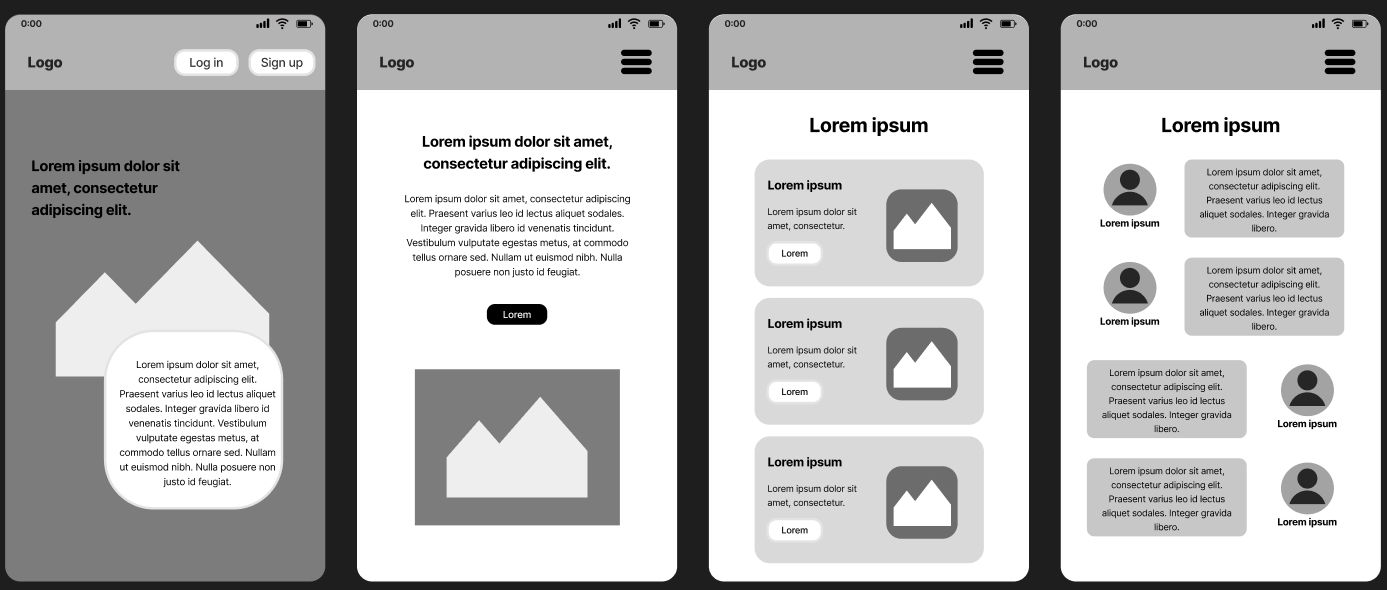 0:00
Logo
Log in
Sign up
Lorem ipsum dolor sit
amet, consectetur
adipiscing elit.
Lorem ipsum dolor sit amet,
consectetur adipiscing elit.
Praesent varius leo id lectus aliquet
sodales. Integer gravida libero id
venenatis tincidunt. Vestibulum
vulputate egestas metus, at
commodo tellus ornare sed. Nullam
ut euismod nibh. Nulla posuere non
justo id feugiat.
0:00
Logo
Lorem ipsum dolor sit amet,
consectetur adipiscing elit.
Lorem ipsum dolor sit amet, consectetur adipiscing
elit. Praesent varius leo id lectus aliquet sodales.
Integer gravida libero id venenatis tincidunt.
Vestibulum vulputate egestas metus, at commodo
tellus ornare sed. Nullam ut euismod nibh. Nulla
posuere non justo id feugiat.
Lorem
0:00
Logo
Lorem ipsum
Lorem ipsum
Lorem ipsum dolor sit
amet, consectetur.
Lorem
Lorem ipsum
Lorem ipsum dolor sit
amet, consectetur.
Lorem
Lorem ipsum
Lorem ipsum dolor sit
amet, consectetur.
Lorem
0:00
Logo
Lorem ipsum
Lorem ipsum
Lorem ipsum dolor sit amet,
consectetur adipiscing elit.
Praesent varius leo id lectus
aliquet sodales. Integer gravida
libero.
Lorem ipsum
Lorem ipsum dolor sit amet,
consectetur adipiscing elit.
Praesent varius leo id lectus
aliquet sodales. Integer gravida
libero.
Lorem ipsum dolor sit amet,
consectetur adipiscing elit.
Praesent varius leo id lectus
aliquet sodales. Integer gravida
libero.
Lorem ipsum
Lorem ipsum dolor sit amet,
consectetur adipiscing elit.
Praesent varius leo id lectus
aliquet sodales. Integer gravida
libero.
Lorem ipsum